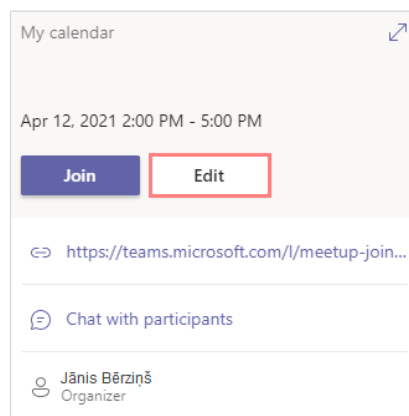 My calendar
Apr 12, 2021 2:00 PM - 5:00 PM
Join Edit
https://teams.microsoft.com/l/meetup-join...
Chat with participants
Jānis Bērziņš
Organizer